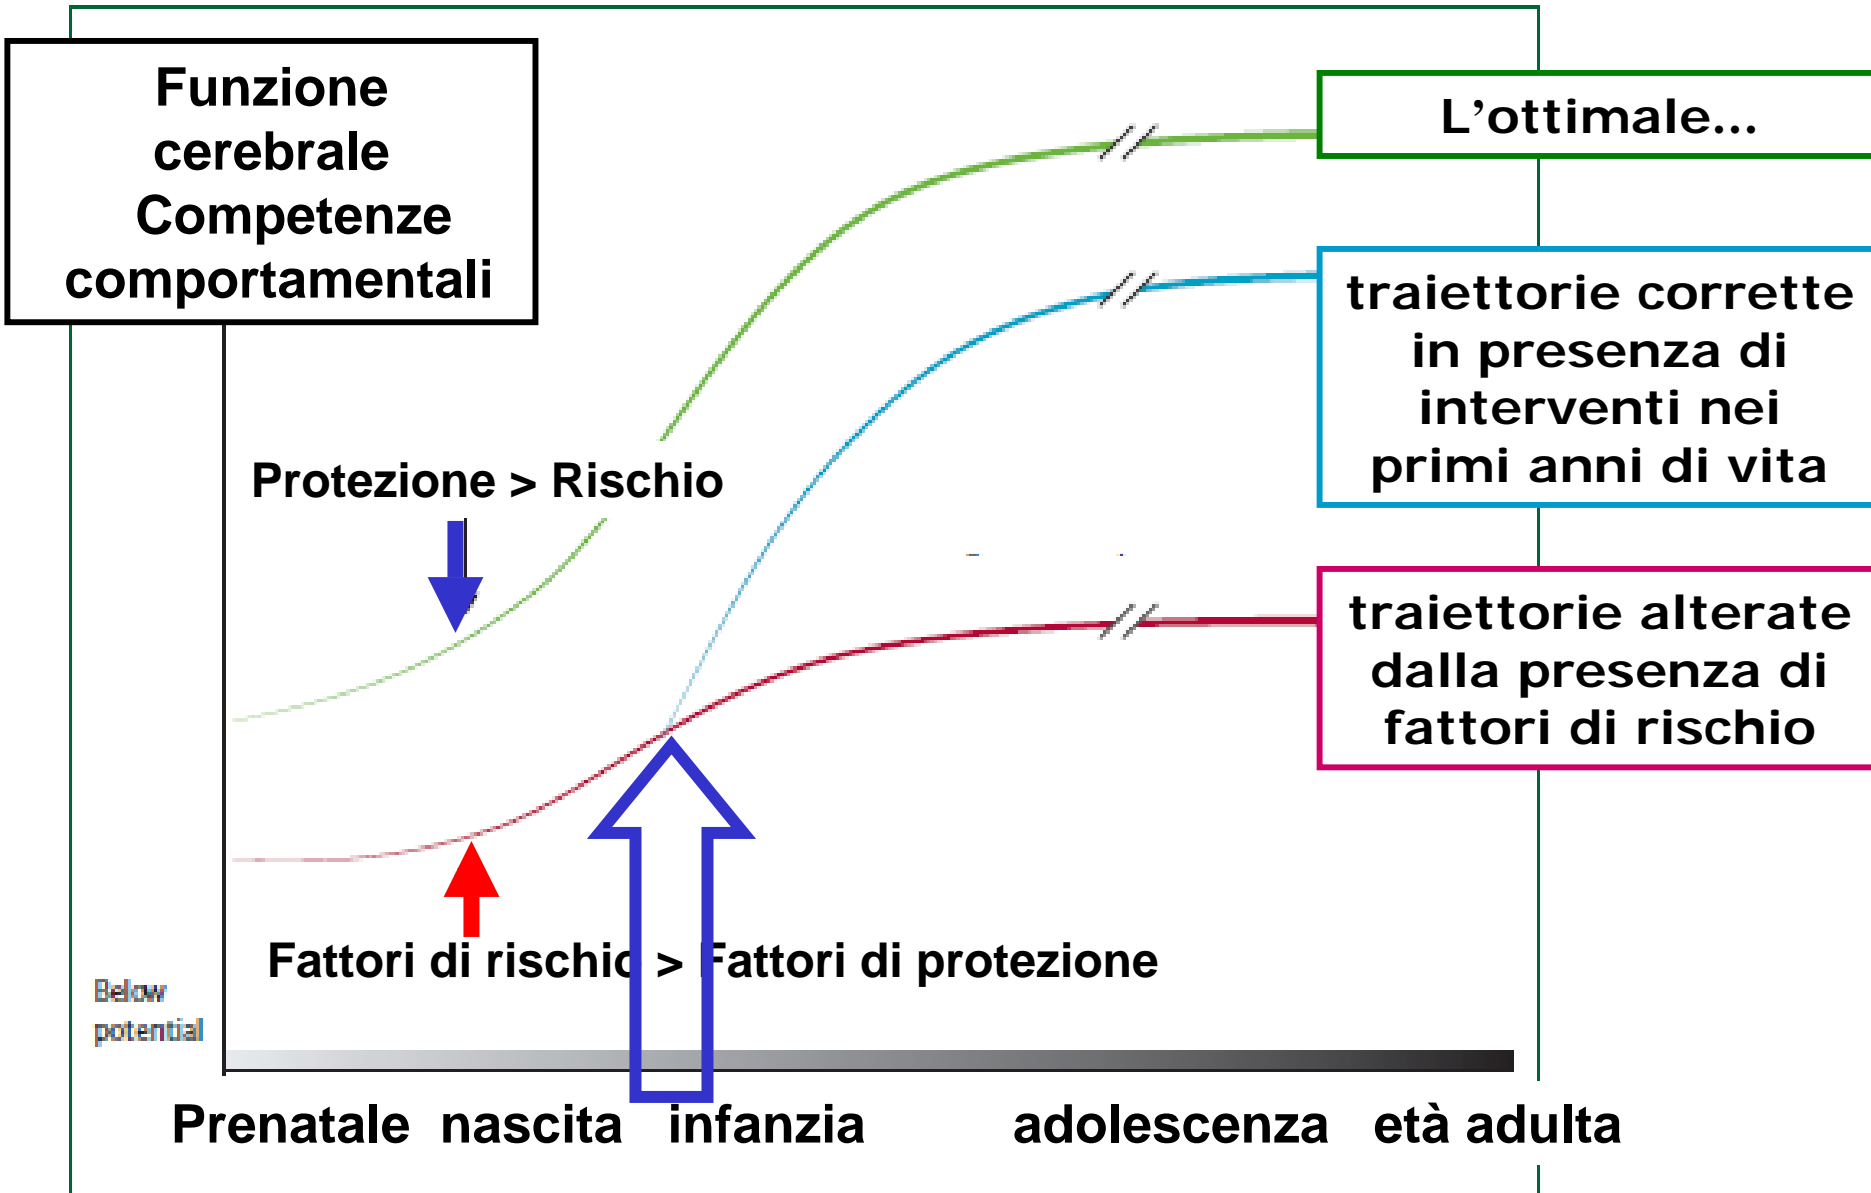 Funzione
cerebrale
Competenze
comportamentali
L'ottimale...
traiettorie corrette
in presenza di
interventi nei
primi anni di vita
Protezione > Rischio
traiettorie alterate
dalla presenza di
fattori di rischio
Fattori di rischio > Fattori di protezione
Below
potential
Prenatale nascita infanzia adolescenza età adulta